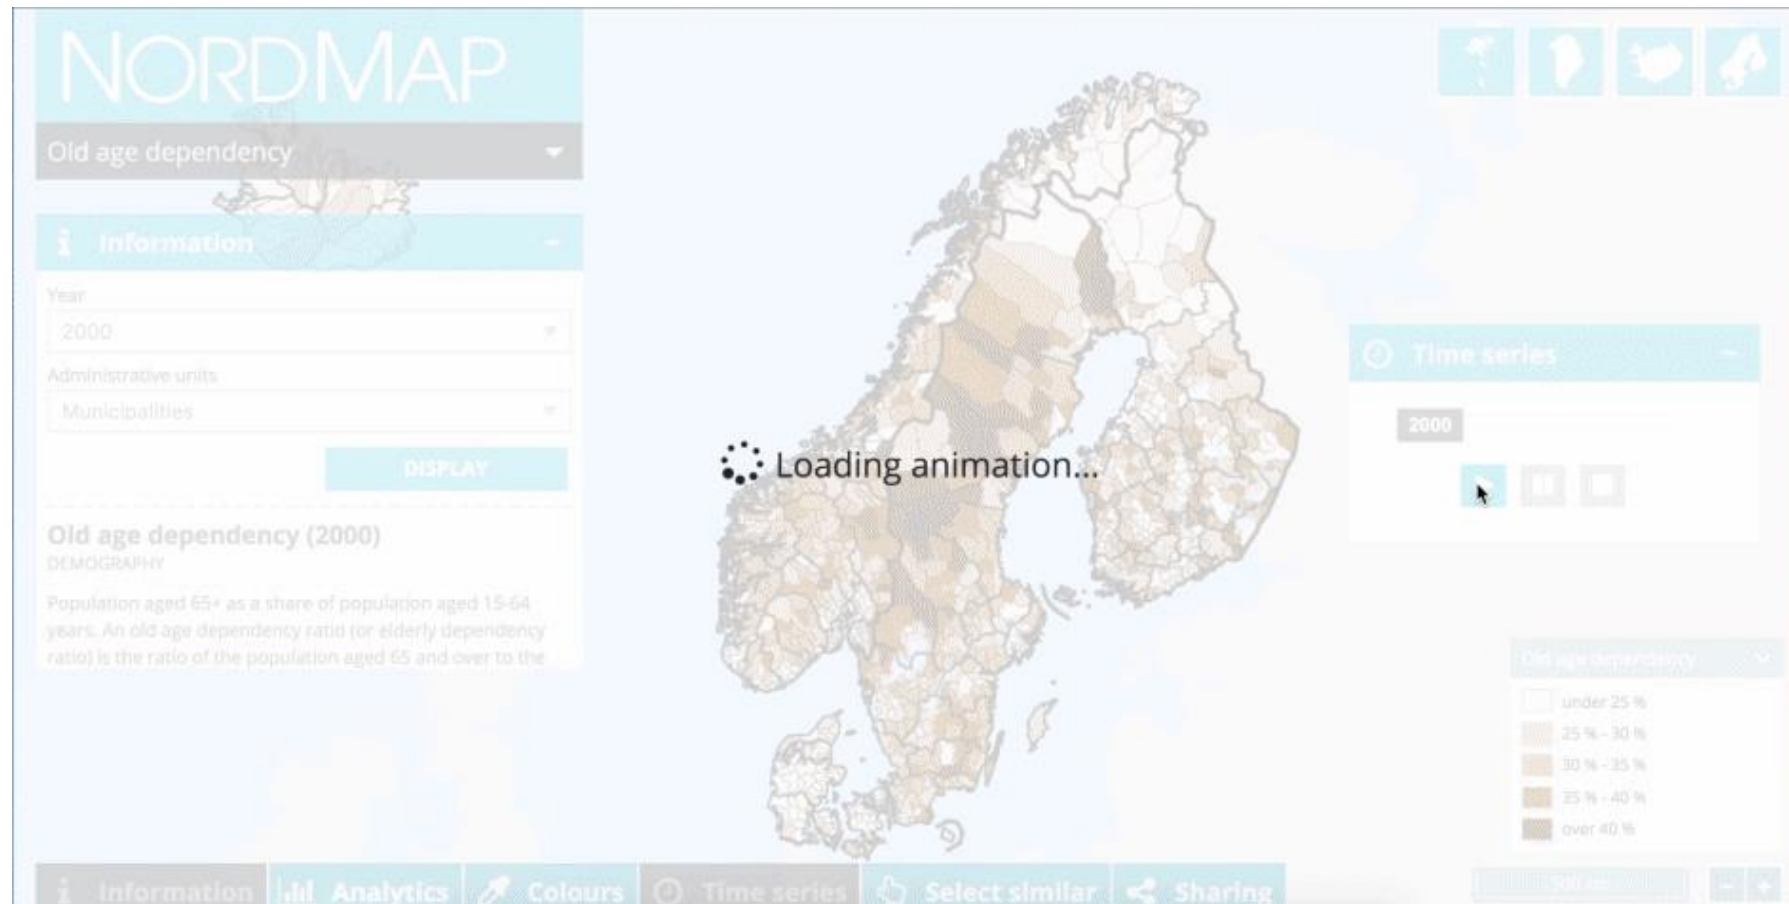 NORDMAP
Old age dependency
Information
Year
2000
Administrative units
Municipalities
DISPLAY
Old age dependency (2000)
DEMOGRAPHY
Population aged 65+ as a share of population aged 15-64
years. An old age dependency ratio (or elderly dependency
ratio) is the ratio of the population aged 65 and over to the
Loading animation...
Time series
2000
Old age dependency
under 25 %
25 % - 30 %
30 % - 35 %
35 % - 40 %
over 40 %
Information
Analytics
Colours
Time series
Select similar
Sharing